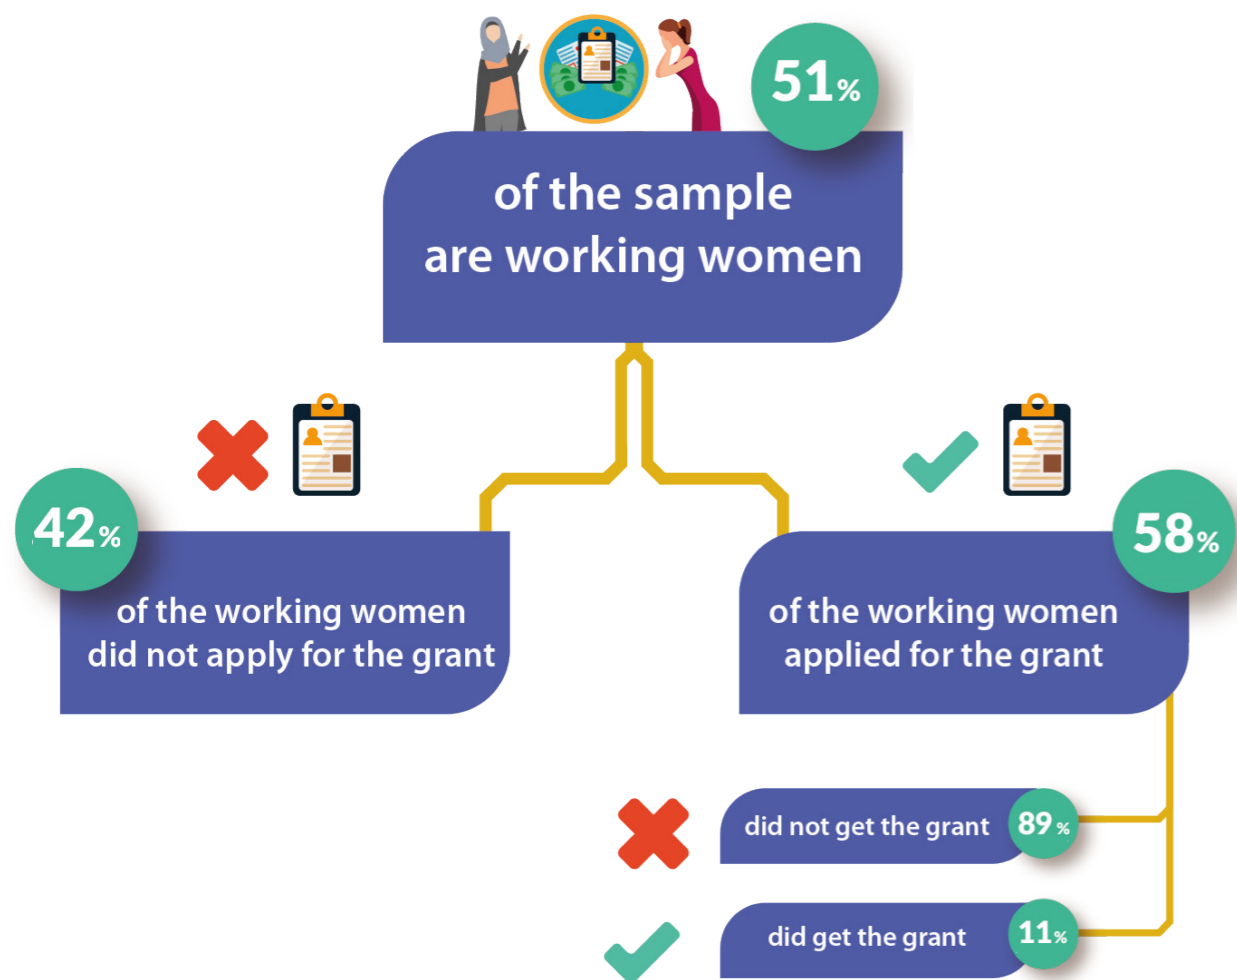 51%
of the sample
are working women
42%
of the working women
did not apply for the grant
58%
of the working women
applied for the grant
did not get the grant 89%
did get the grant 11%